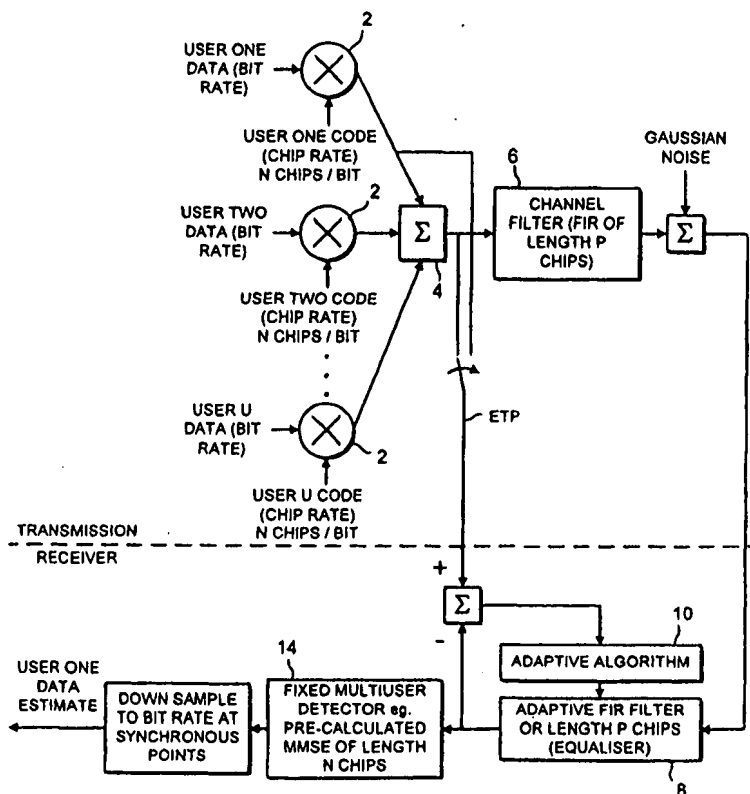 2
USER ONE
DATA (BIT
RATE)
USER ONE CODE
(CHIP RATE)
N CHIPS / BIT
2
GAUSSIAN
NOISE
6
CHANNEL
FILTER (FIR OF
LENGTH P
CHIPS)
Σ
USER TWO
DATA (BIT
RATE)
Σ
4
USER TWO CODE
(CHIP RATE)
N CHIPS / BIT
ETP
USER U
DATA (BIT
RATE)
2
USER U CODE
(CHIP RATE)
N CHIPS / BIT
TRANSMISSION
RECEIVER
+
Σ
-
10
ADAPTIVE ALGORITHM
14
USER ONE
DATA
ESTIMATE
DOWN SAMPLE
TO BIT RATE AT
SYNCHRONOUS
POINTS
FIXED MULTIUSER
DETECTOR eg.
PRE-CALCULATED
MMSE OF LENGTH
N CHIPS
ADAPTIVE FIR FILTER
OR LENGTH P CHIPS
(EQUALISER)
8